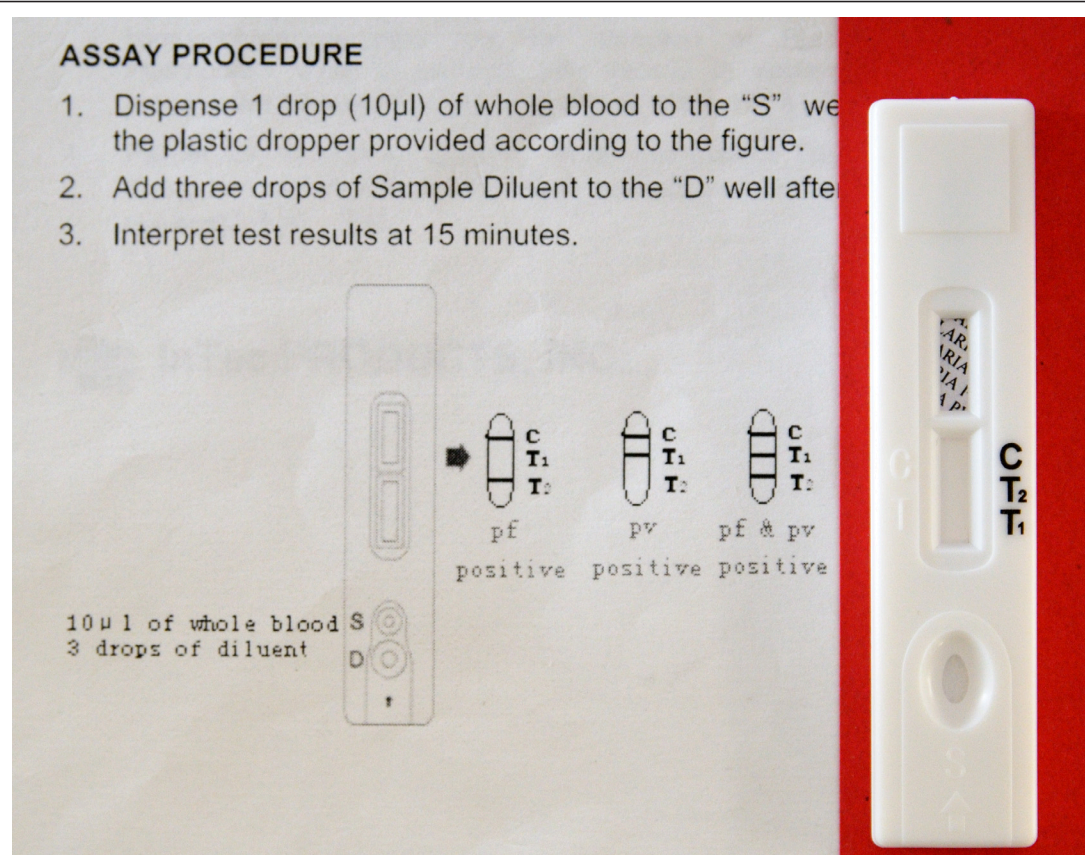 ASSAY PROCEDURE
1. Dispense 1 drop (10µl) of whole blood to the “S” we
the plastic dropper provided according to the figure.
2. Add three drops of Sample Diluent to the “D” well afte
3. Interpret test results at 15 minutes.
C C C
T1 T1 T1
T2 T2 T2
pf pv pf & pv
positive positive positive
10µl of whole blood S
3 drops of diluent D
LARI
ARIA
C
T2
T1
C
S